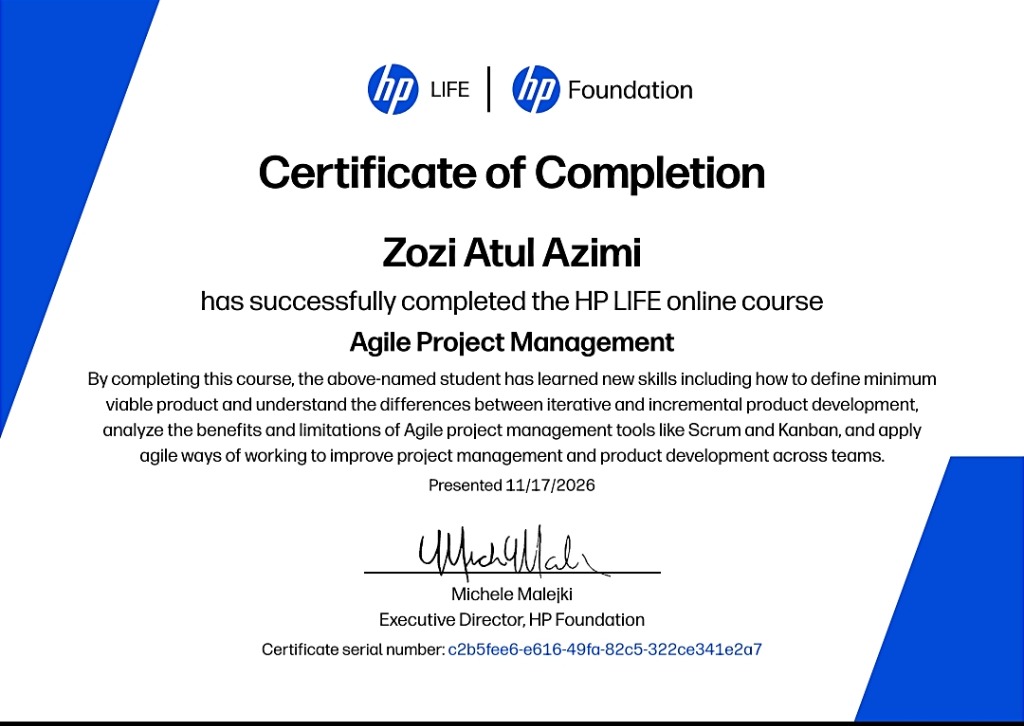 hp LIFE | hp Foundation
Certificate of Completion
Zozi Atul Azimi
has successfully completed the HP LIFE online course
Agile Project Management
By completing this course, the above-named student has learned new skills including how to define minimum
viable product and understand the differences between iterative and incremental product development,
analyze the benefits and limitations of Agile project management tools like Scrum and Kanban, and apply
agile ways of working to improve project management and product development across teams.
Presented 11/17/2026
Michele Malejki
Executive Director, HP Foundation
Certificate serial number: c2b5fee6-e616-49fa-82c5-322ce341e2a7